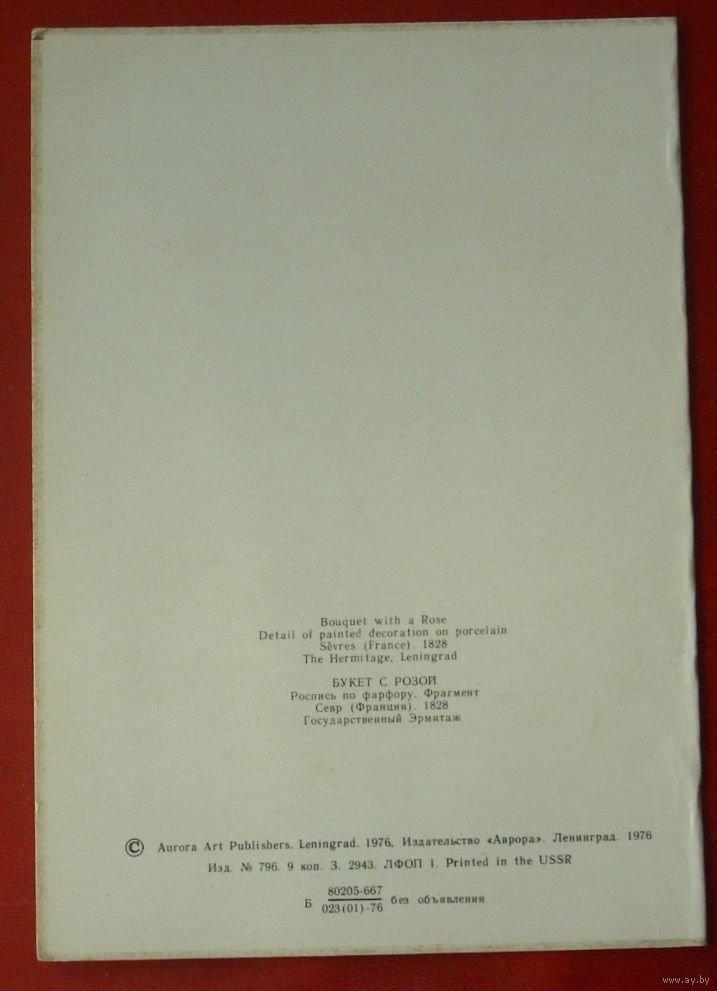 Bouquet with a Rose
Detail of painted decoration on porcelain
Sèvres (France). 1828
The Hermitage, Leningrad
БУКЕТ С РОЗОЙ
Роспись по фарфору. Фрагмент
Севр (Франция). 1828
Государственный Эрмитаж
© Aurora Art Publishers. Leningrad. 1976. Издательство «Аврора». Ленинград. 1976
Изд. № 796. 9 коп. З. 2943. ЛФОП 1. Printed in the USSR
80205-667
Б без объявления
023(01)-76
www.ay.by